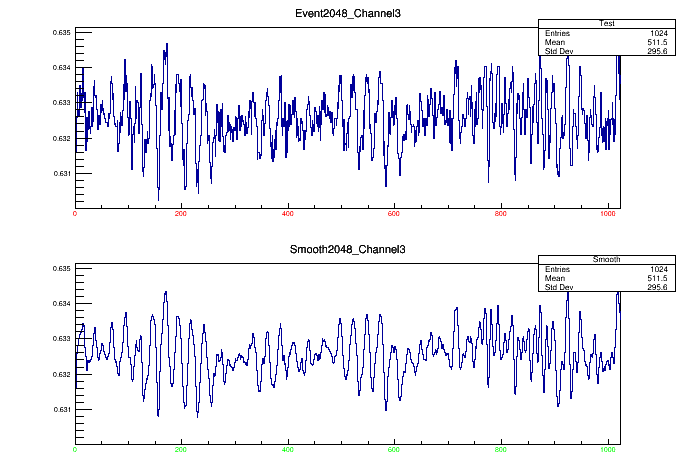 Event2048_Channel3
Test
Entries 1024
Mean 511.5
Std Dev 295.6
0.635
0.634
0.633
0.632
0.631
0 200 400 600 800 1000
Smooth2048_Channel3
Smooth
Entries 1024
Mean 511.5
Std Dev 295.6
0.635
0.634
0.633
0.632
0.631
0 200 400 600 800 1000